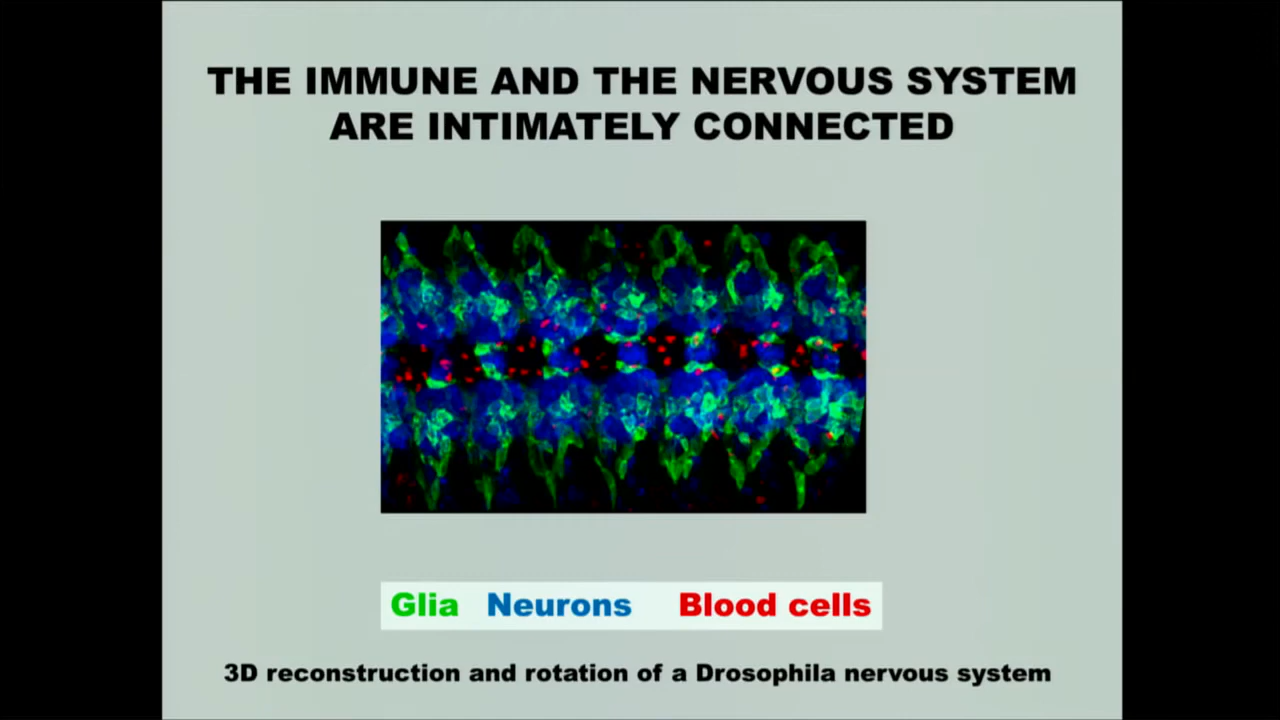 THE IMMUNE AND THE NERVOUS SYSTEM
ARE INTIMATELY CONNECTED
Glia Neurons Blood cells
3D reconstruction and rotation of a Drosophila nervous system